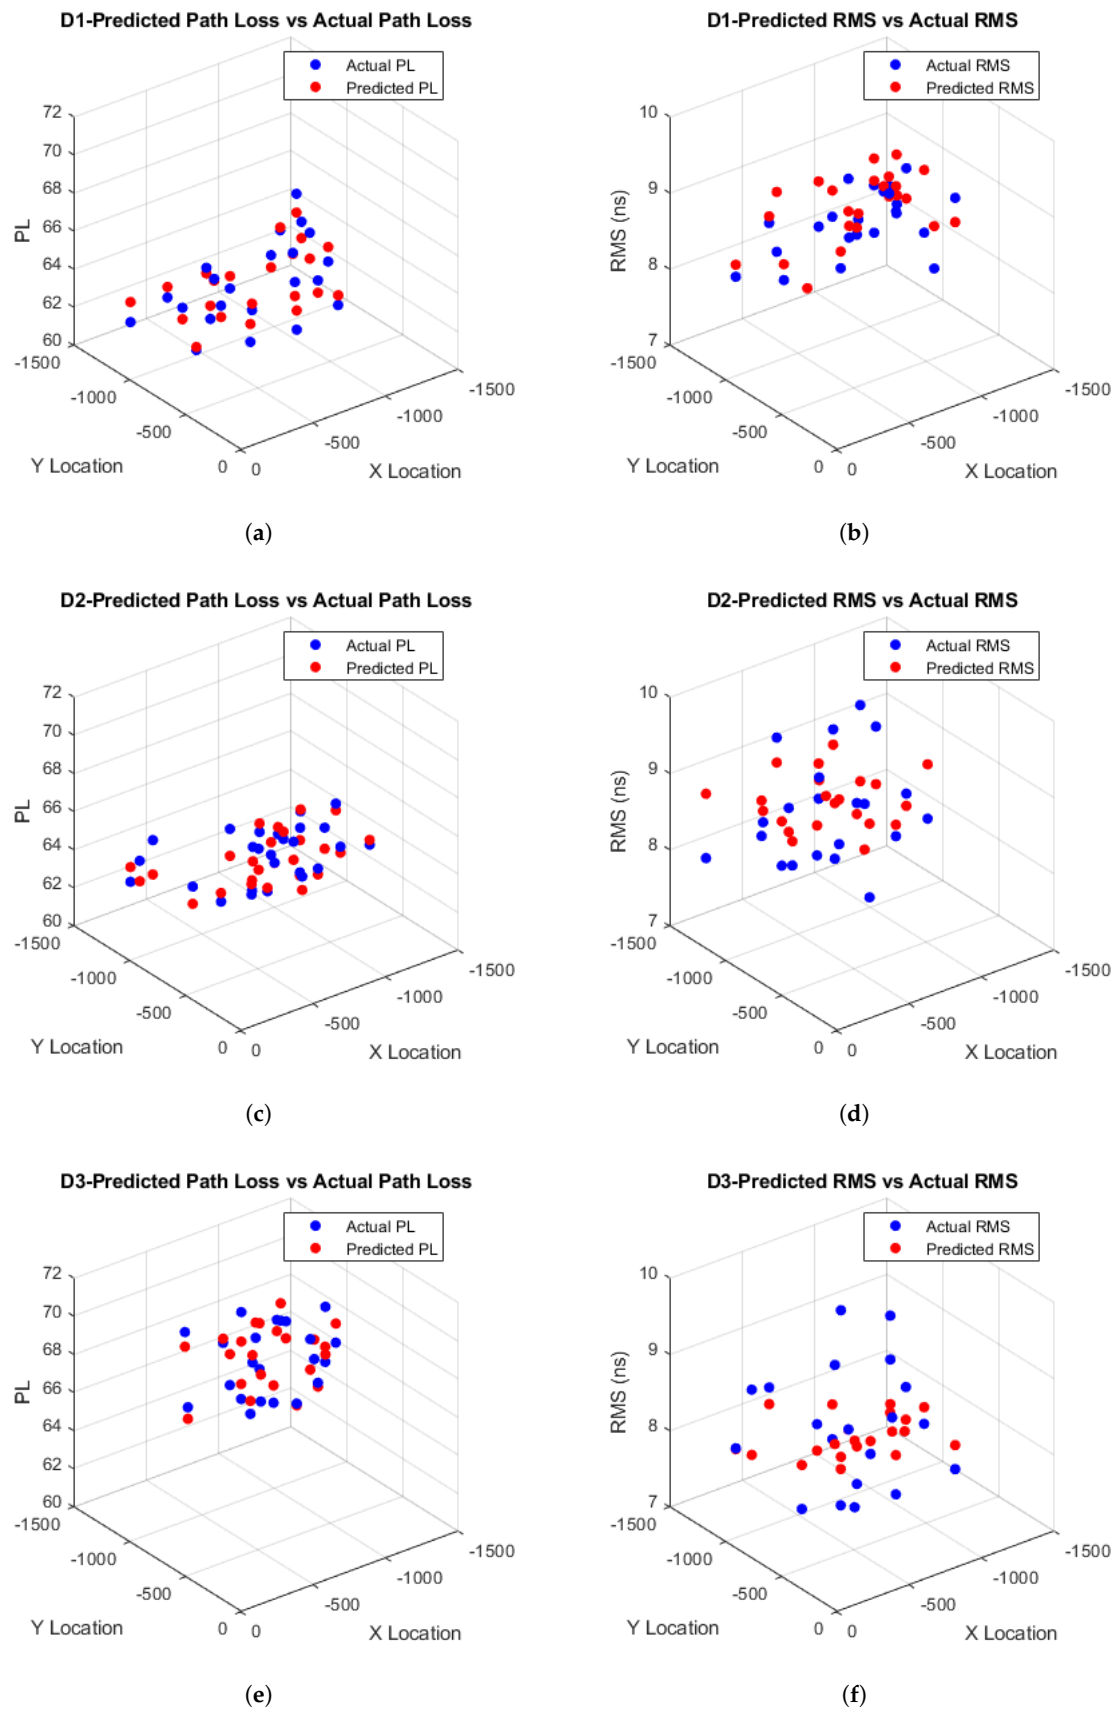 D1-Predicted Path Loss vs Actual Path Loss
Actual PL
Predicted PL
72
70
68
66
64
62
60
PL
-1500
-1000
-500
0
Y Location
0
-500
-1000
-1500
X Location
(a)
D1-Predicted RMS vs Actual RMS
Actual RMS
Predicted RMS
10
9
8
7
RMS (ns)
-1500
-1000
-500
0
Y Location
0
-500
-1000
-1500
X Location
(b)
D2-Predicted Path Loss vs Actual Path Loss
Actual PL
Predicted PL
72
70
68
66
64
62
60
PL
-1500
-1000
-500
0
Y Location
0
-500
-1000
-1500
X Location
(c)
D2-Predicted RMS vs Actual RMS
Actual RMS
Predicted RMS
10
9
8
7
RMS (ns)
-1500
-1000
-500
0
Y Location
0
-500
-1000
-1500
X Location
(d)
D3-Predicted Path Loss vs Actual Path Loss
Actual PL
Predicted PL
72
70
68
66
64
62
60
PL
-1500
-1000
-500
0
Y Location
0
-500
-1000
-1500
X Location
(e)
D3-Predicted RMS vs Actual RMS
Actual RMS
Predicted RMS
10
9
8
7
RMS (ns)
-1500
-1000
-500
0
Y Location
0
-500
-1000
-1500
X Location
(f)